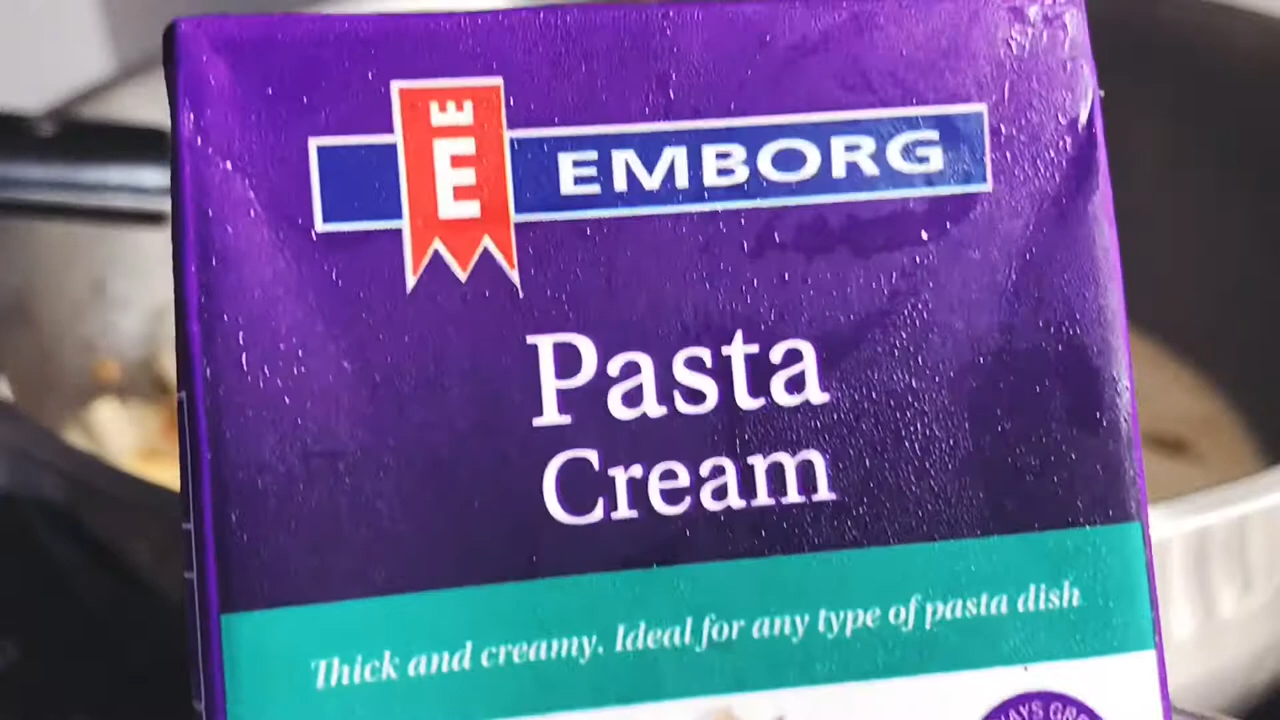 E E
EMBORG
Pasta
Cream
Thick and creamy. Ideal for any type of pasta dish